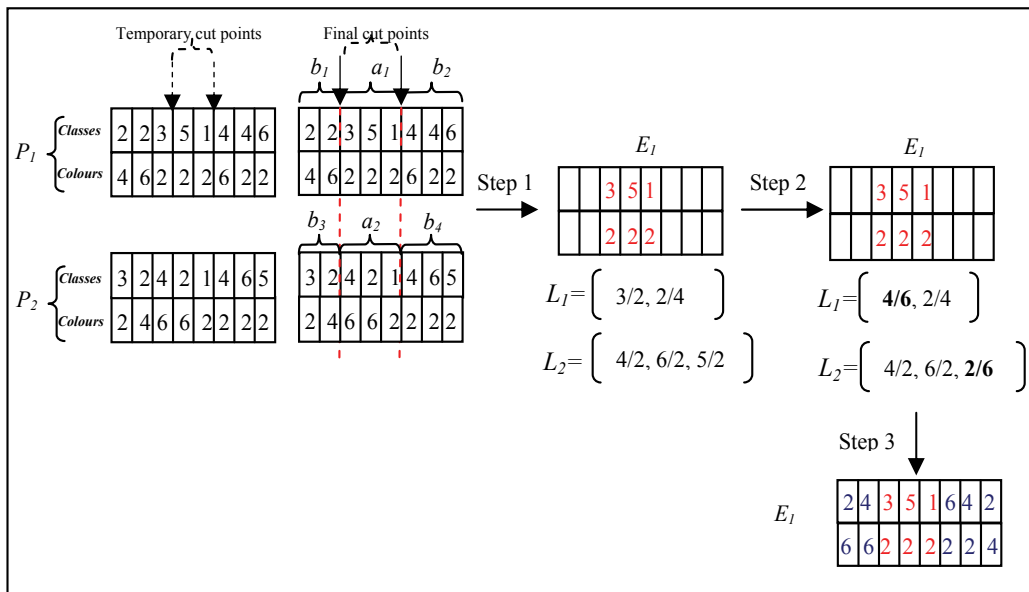 Temporary cut points
Final cut points
b1 a1 b2
P1
Classes
2 2 3 5 1 4 4 6
Colours
4 6 2 2 2 6 2 2
2 2 3 5 1 4 4 6
4 6 2 2 2 6 2 2
b3 a2 b4
P2
Classes
3 2 4 2 1 4 6 5
Colours
2 4 6 6 2 2 2 2
3 2 4 2 1 4 6 5
2 4 6 6 2 2 2 2
Step 1
E1
3 5 1
2 2 2
L1= 3/2, 2/4
L2= 4/2, 6/2, 5/2
Step 2
E1
3 5 1
2 2 2
L1= 4/6, 2/4
L2= 4/2, 6/2, 2/6
Step 3
E1
2 4 3 5 1 6 4 2
6 6 2 2 2 2 2 4